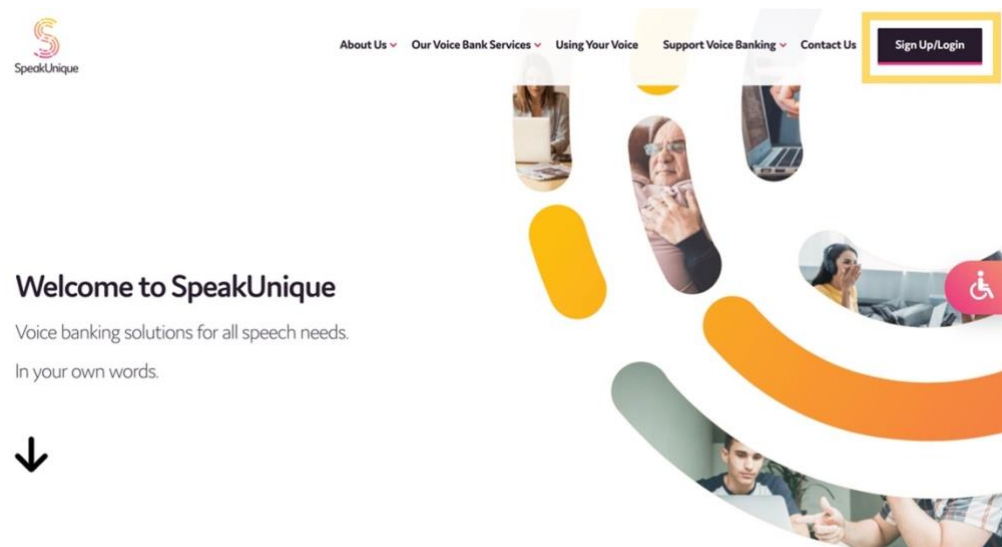 SpeakUnique
About Us
Our Voice Bank Services
Using Your Voice
Support Voice Banking
Contact Us
Sign Up/Login
Welcome to SpeakUnique
Voice banking solutions for all speech needs.
In your own words.